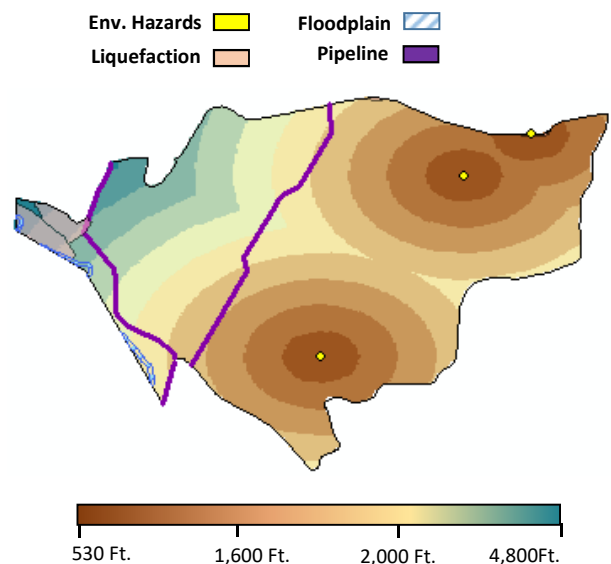 Env. Hazards Floodplain
Liquefaction Pipeline
530 Ft. 1,600 Ft. 2,000 Ft. 4,800Ft.